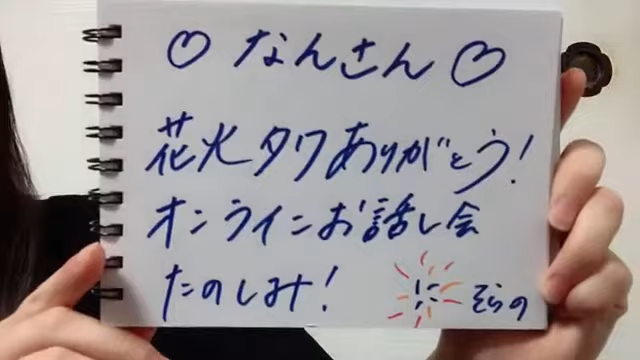 ♡ なんさん ♡
花火タワありがとう!
オンラインお話し会
たのしみ! そらの